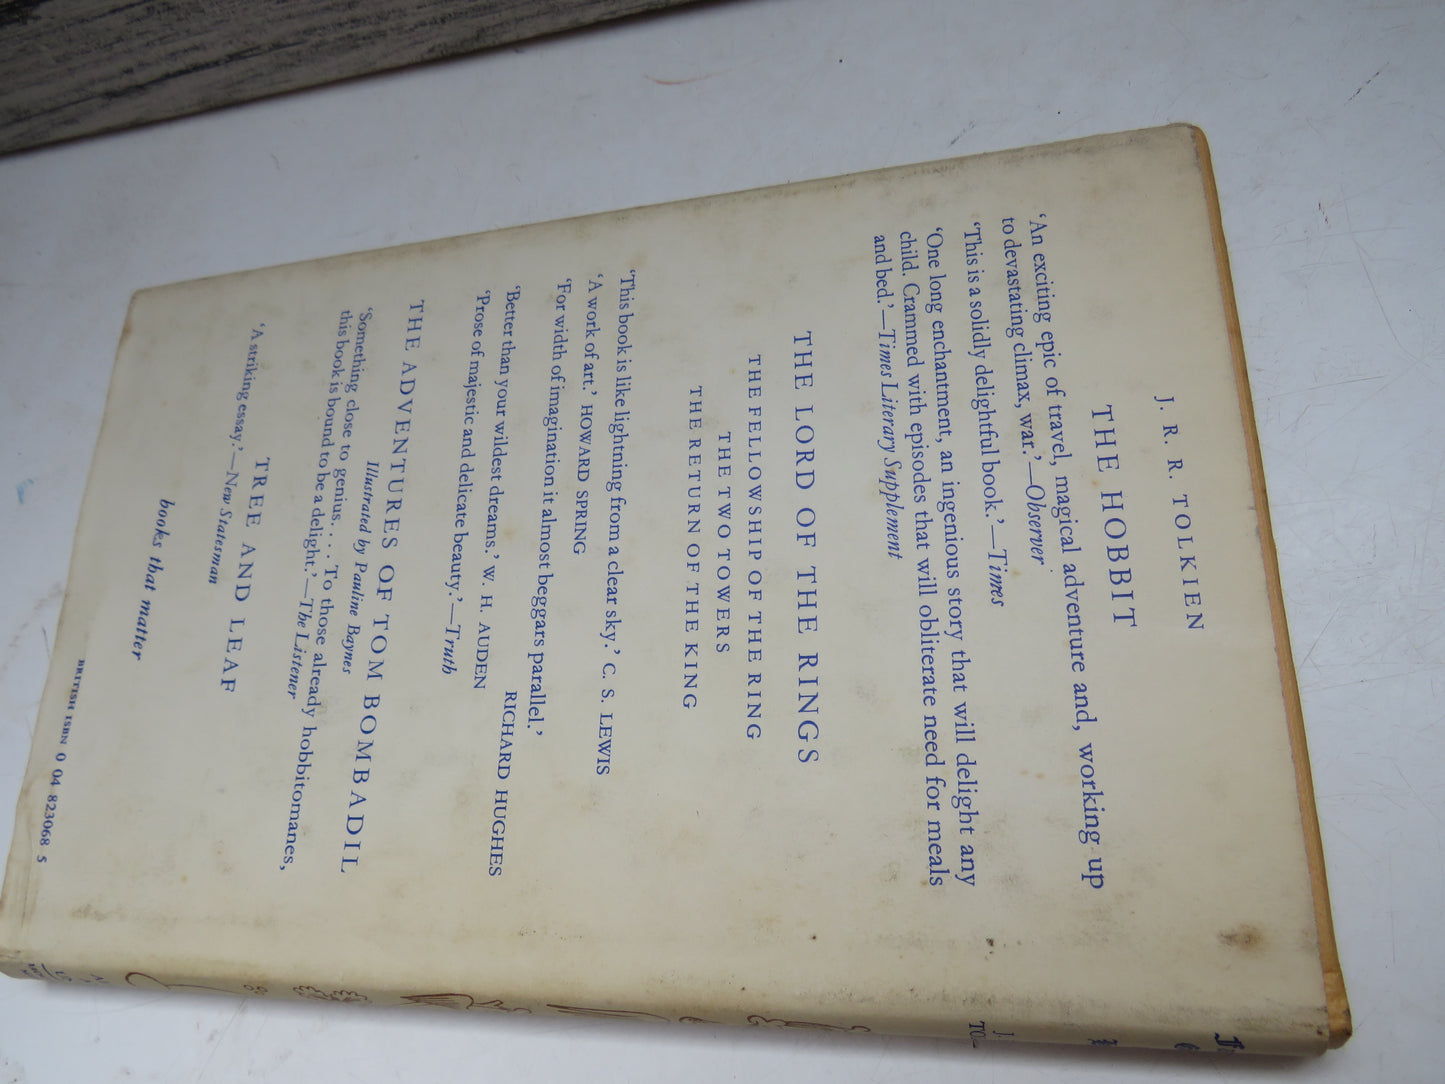 J. R. R. TOLKIEN
THE HOBBIT
'An exciting epic of travel, magical adventure and, working up
to devastating climax, war.'—Observer
'This is a solidly delightful book.'—Times
'One long enchantment, an ingenious story that will delight any
child. Crammed with episodes that will obliterate need for meals
and bed.'—Times Literary Supplement
THE LORD OF THE RINGS
THE FELLOWSHIP OF THE RING
THE TWO TOWERS
THE RETURN OF THE KING
'This book is like lightning from a clear sky.' C. S. LEWIS
'A work of art.' HOWARD SPRING
'For width of imagination it almost beggars parallel.'
RICHARD HUGHES
'Better than your wildest dreams.' W. H. AUDEN
'Prose of majestic and delicate beauty.'—Truth
THE ADVENTURES OF TOM BOMBADIL
Illustrated by Pauline Baynes
'Something close to genius. . . . To those already hobbitomanes,
this book is bound to be a delight.'—The Listener
TREE AND LEAF
'A striking essay.'—New Statesman
books that matter
BRITISH ISBN 0 04 823068 5
J.
TO